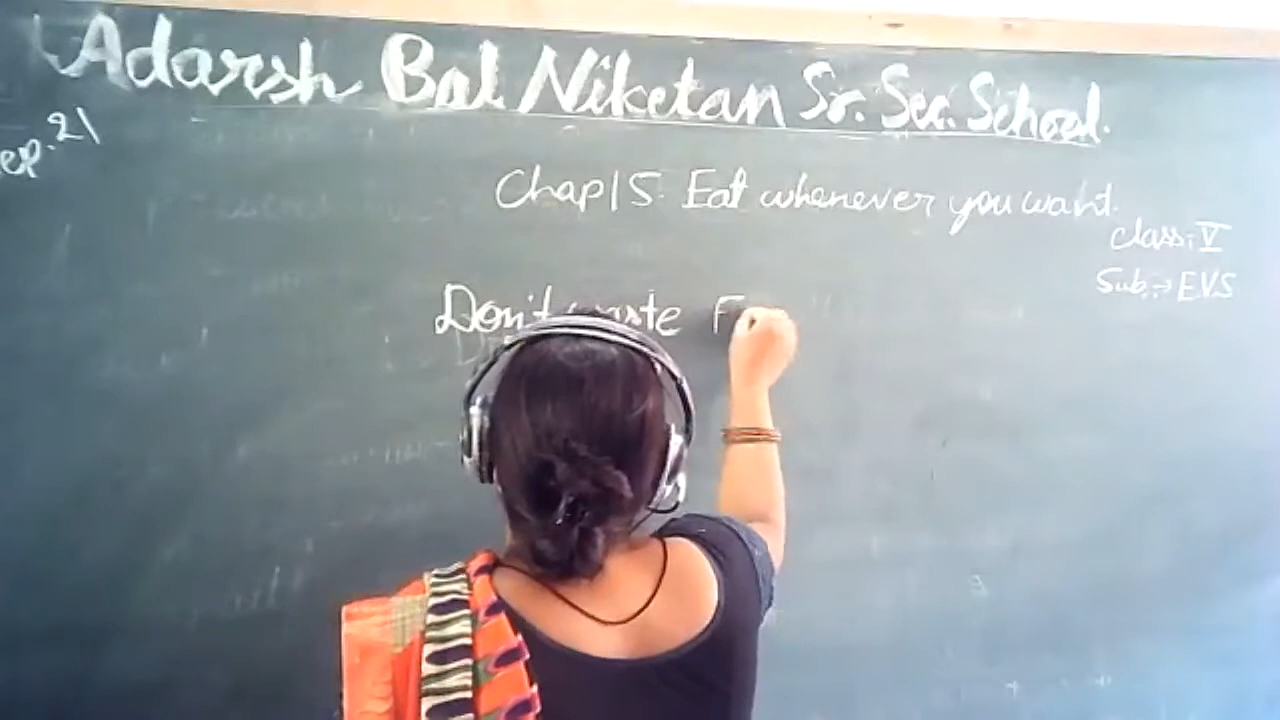 Adarsh Bal Niketan Sr. Sec. School.
ep. 21
Chap 15: Eat whenever you want.
Class: V
Sub:→ EVS
Don't waste F